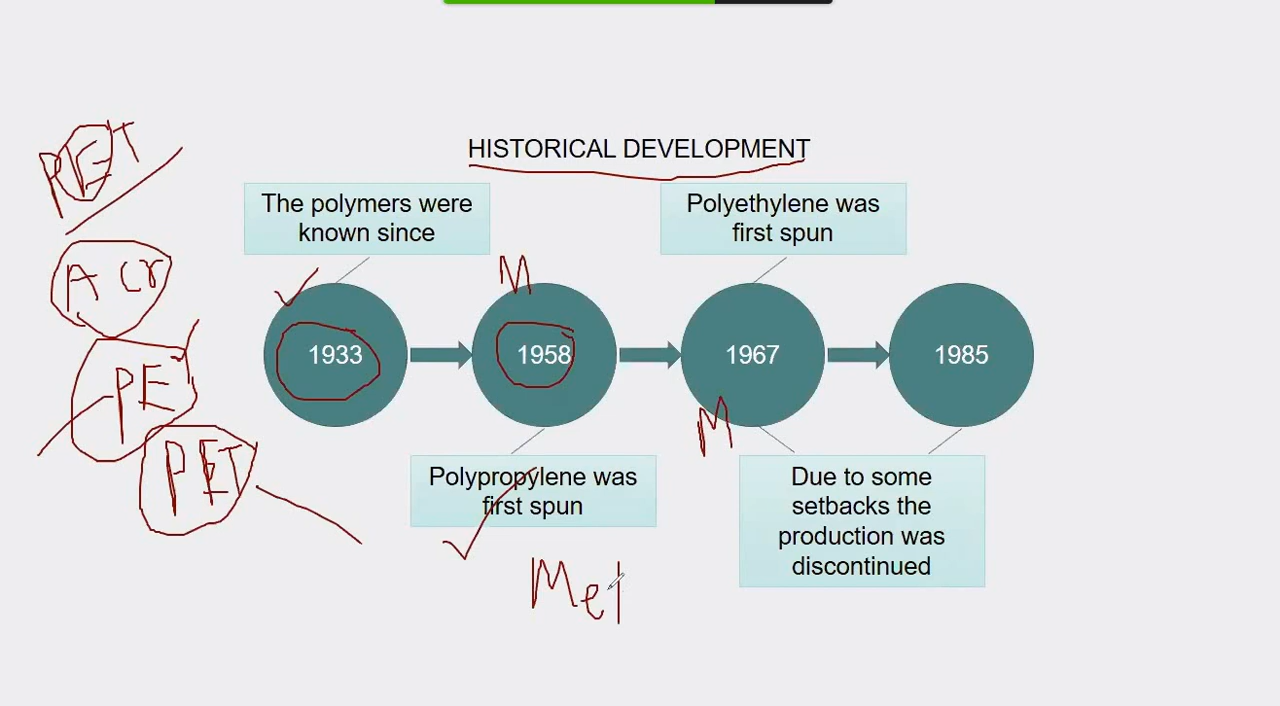 HISTORICAL DEVELOPMENT
PET
The polymers were
known since
Polyethylene was
first spun
A Cr
M
1933
1958
1967
1985
PE
M
PET
Polypropylene was
first spun
Due to some
setbacks the
production was
discontinued
Mel